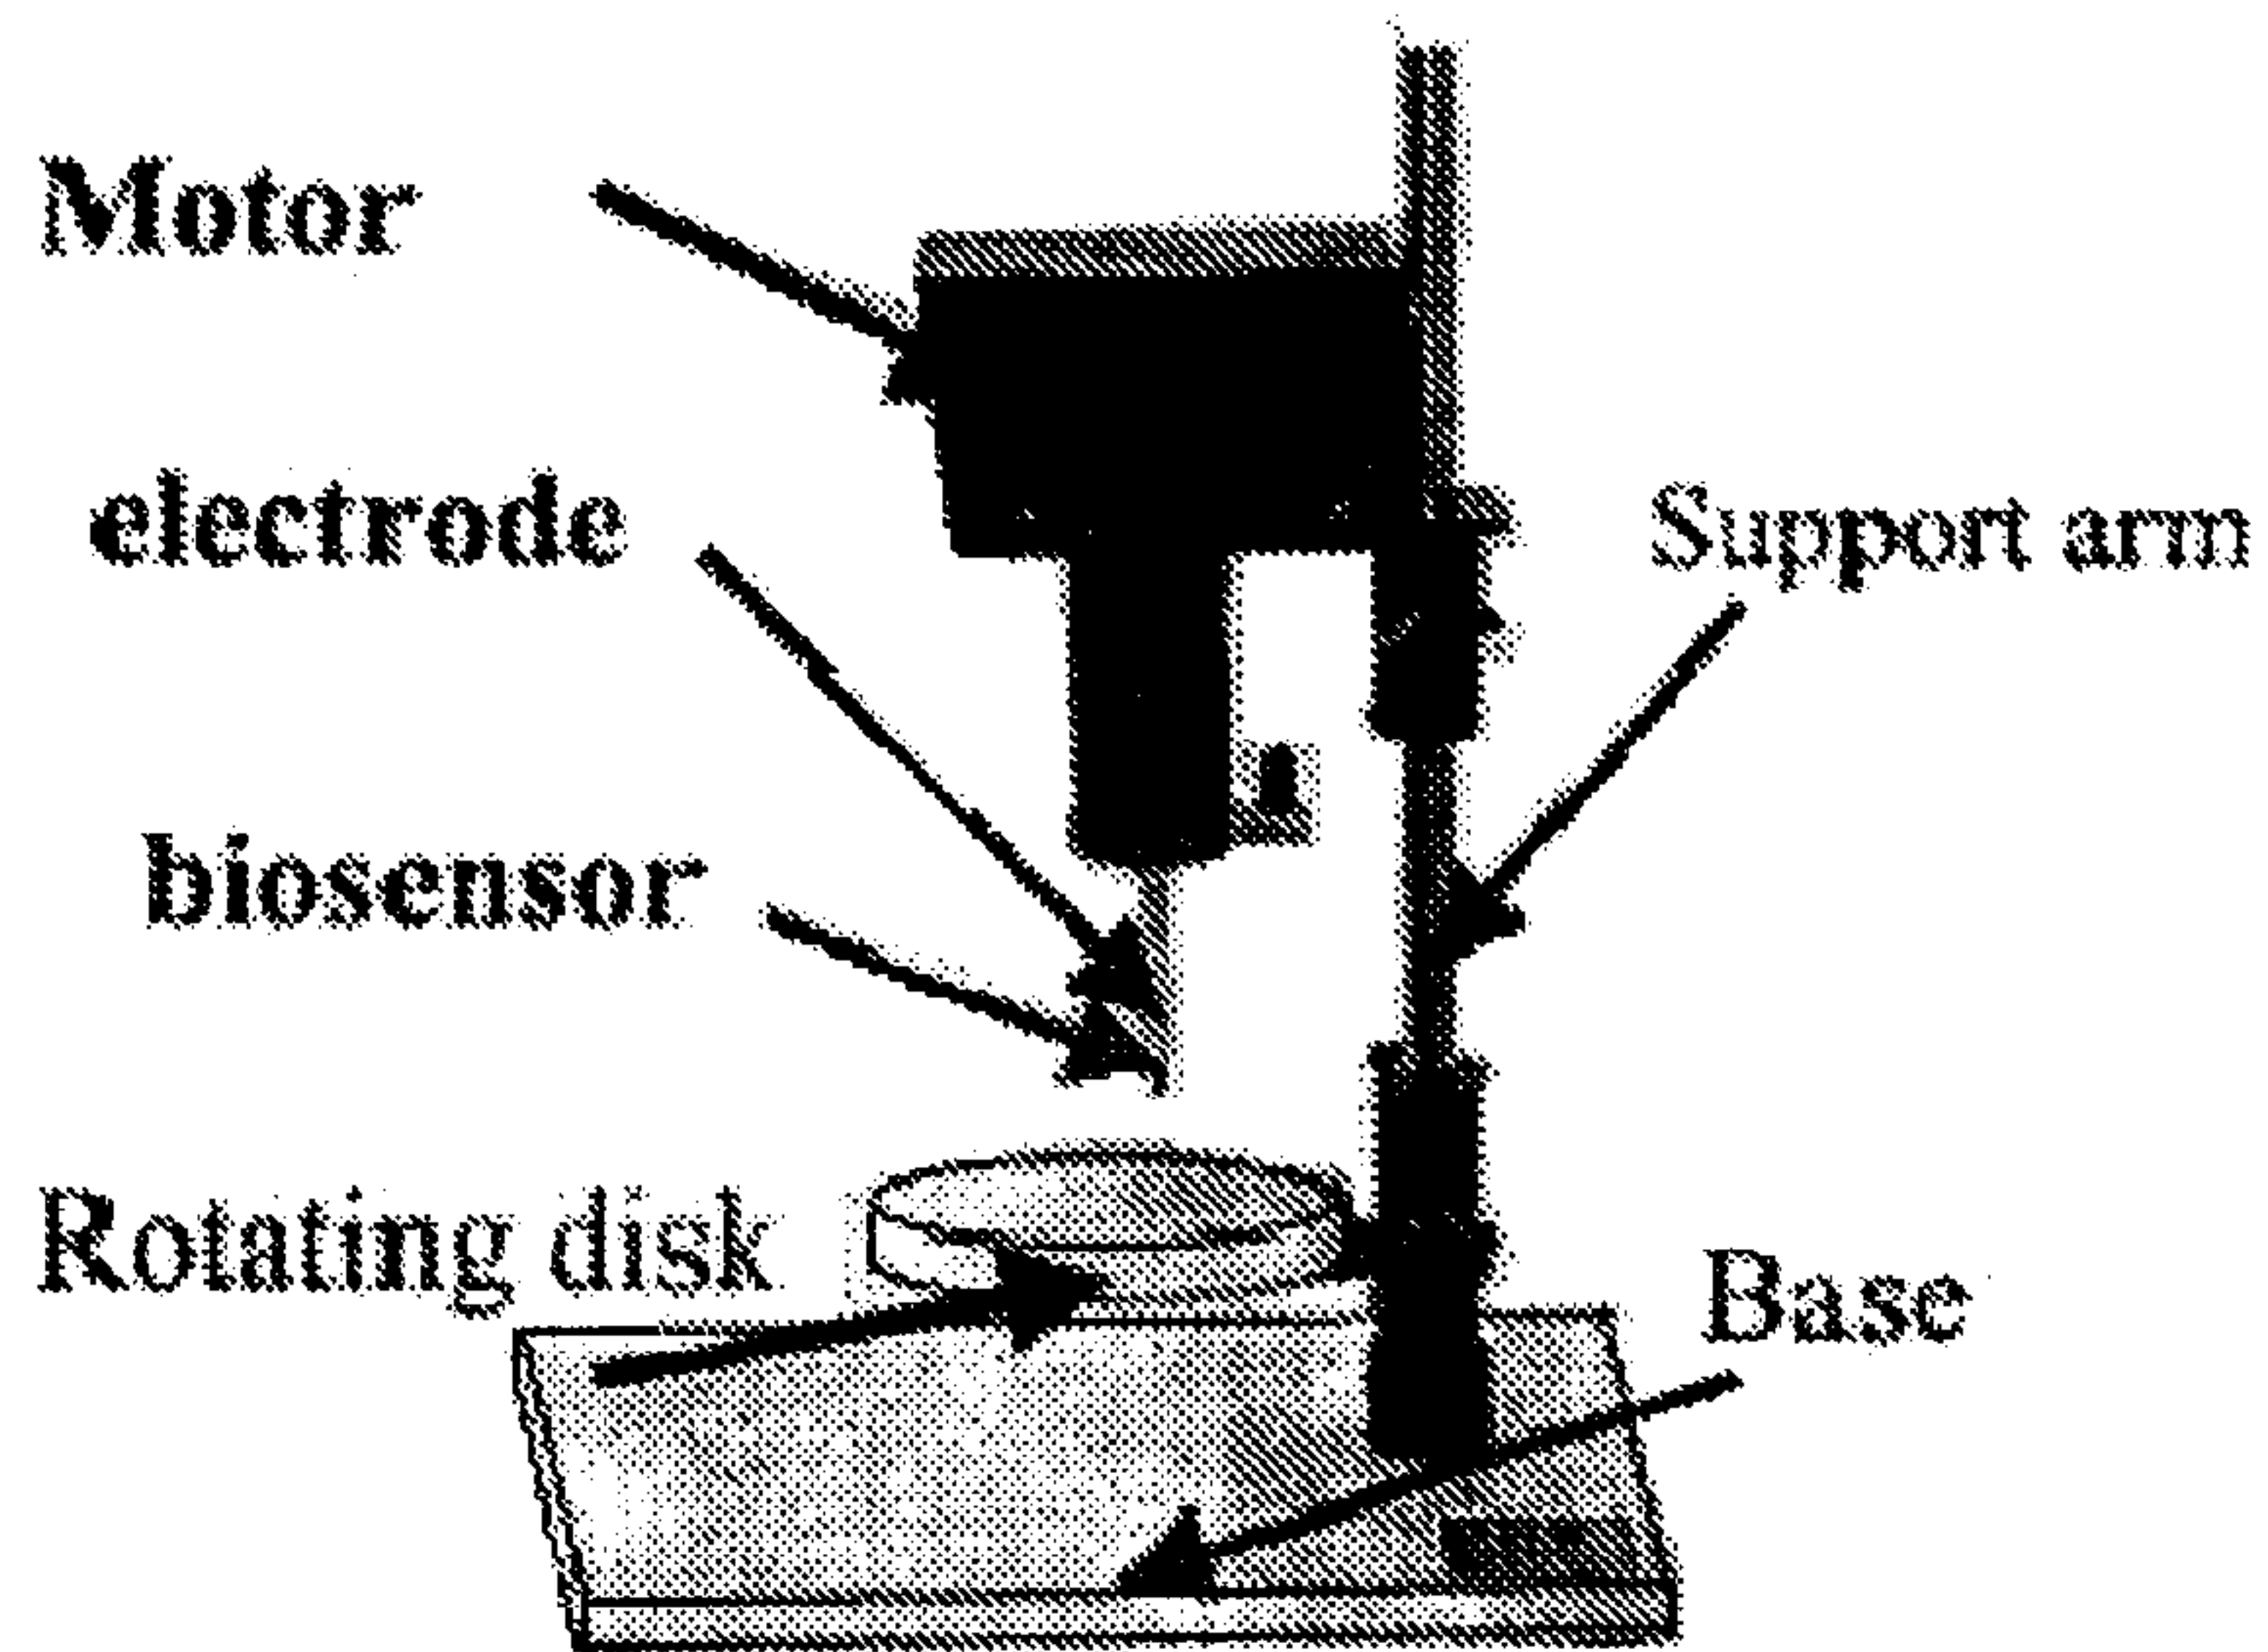 Motor
electrode
Support arm
biosensor
Rotating disk
Base